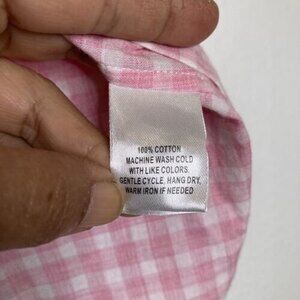 100% COTTON
MACHINE WASH COLD
WITH LIKE COLORS.
GENTLE CYCLE, HANG DRY,
WARM IRON IF NEEDED